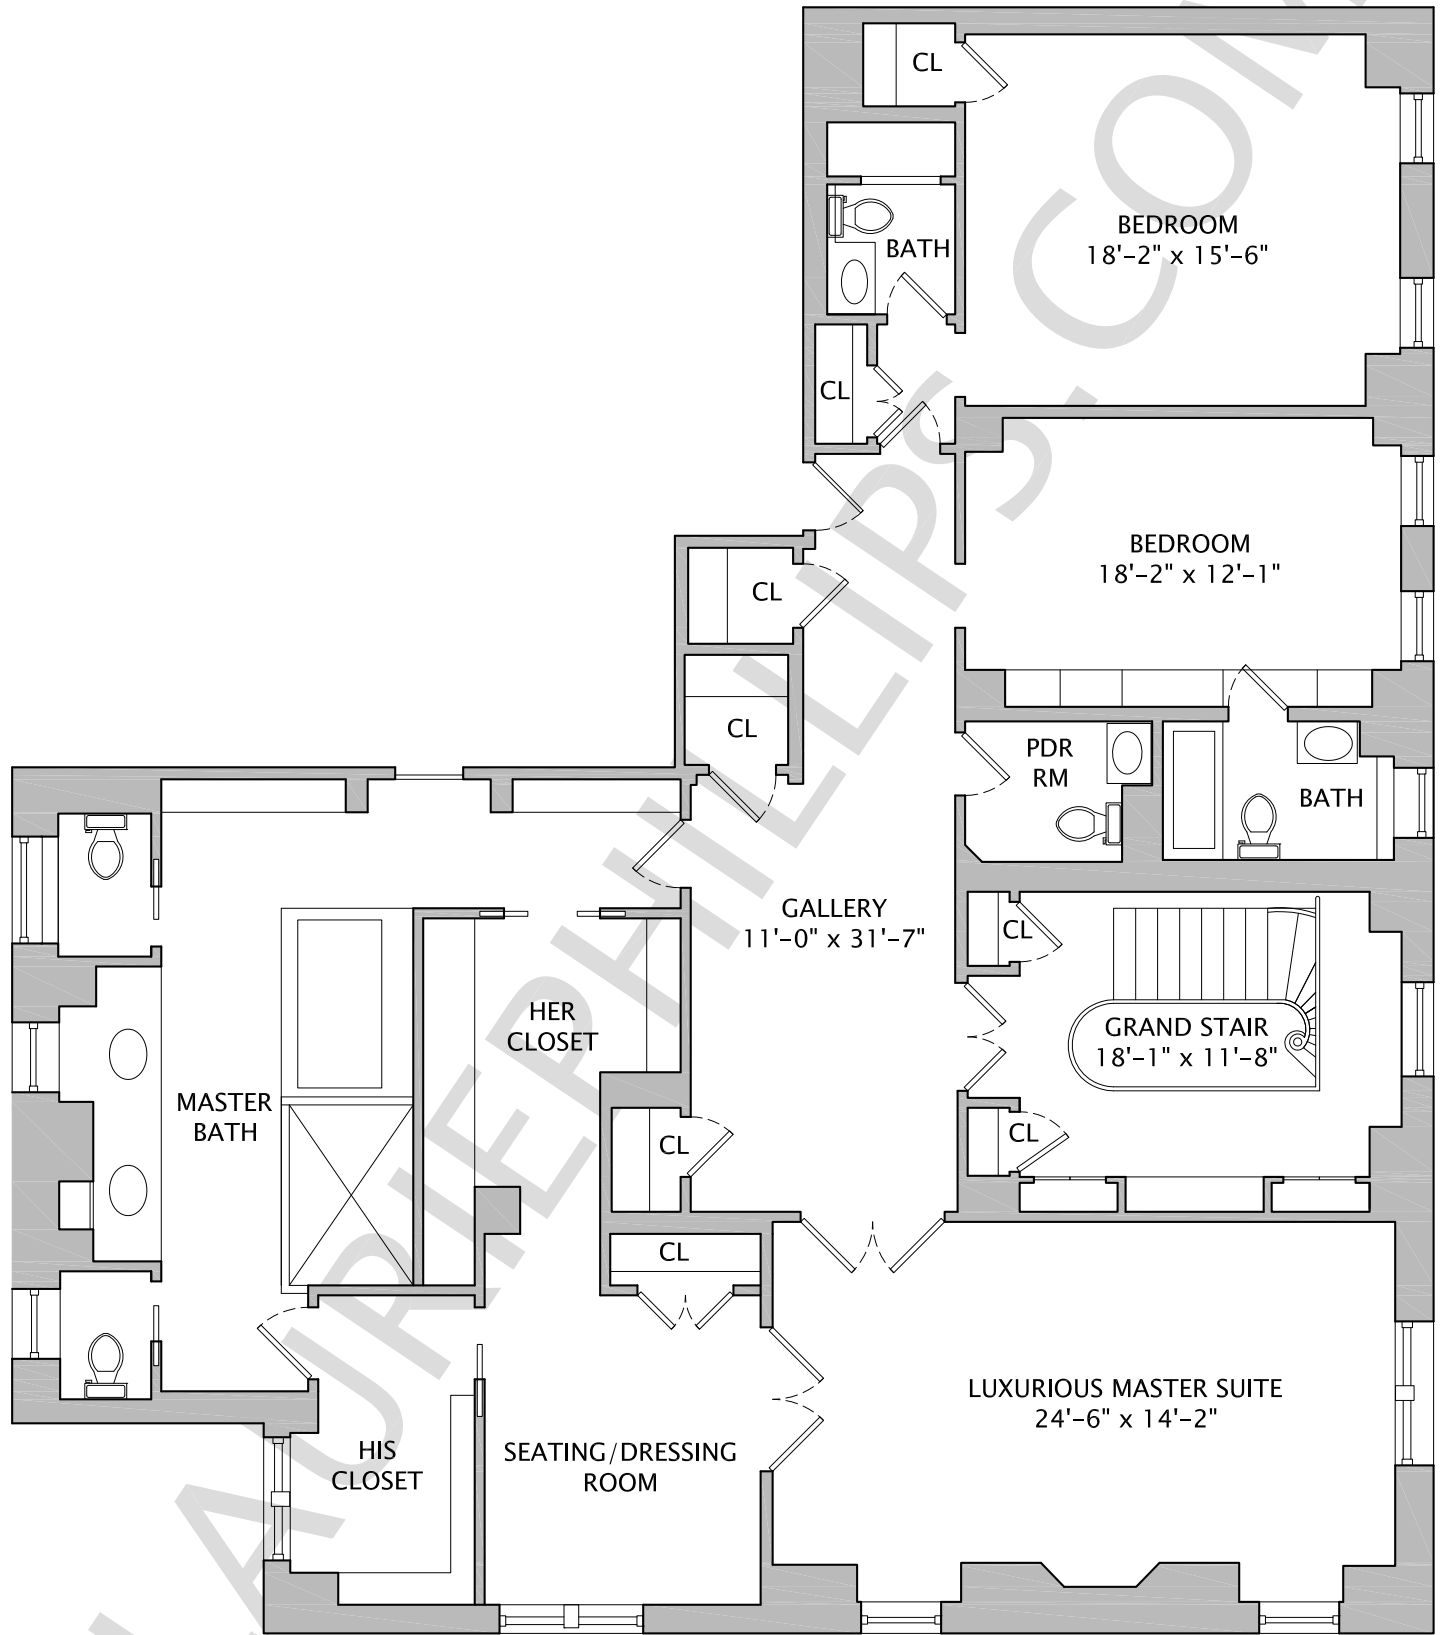 CL
BEDROOM
18'-2" x 15'-6"
BATH
CL
BEDROOM
18'-2" x 12'-1"
CL
CL
PDR
RM
BATH
GALLERY
11'-0" x 31'-7"
CL
GRAND STAIR
18'-1" x 11'-8"
HER
CLOSET
MASTER
BATH
CL
CL
CL
LUXURIOUS MASTER SUITE
24'-6" x 14'-2"
HIS
CLOSET
SEATING/DRESSING
ROOM
LAURIEPHILLIPS.COM